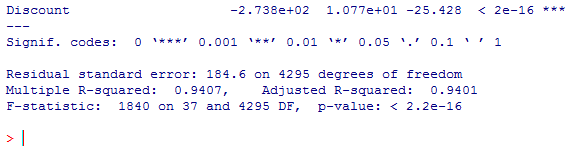 Discount                    -2.738e+02  1.077e+01 -25.428  < 2e-16 ***
---
Signif. codes:  0 ‘***’ 0.001 ‘**’ 0.01 ‘*’ 0.05 ‘.’ 0.1 ‘ ’ 1
Residual standard error: 184.6 on 4295 degrees of freedom
Multiple R-squared:  0.9407,    Adjusted R-squared:  0.9401
F-statistic:  1840 on 37 and 4295 DF,  p-value: < 2.2e-16
>